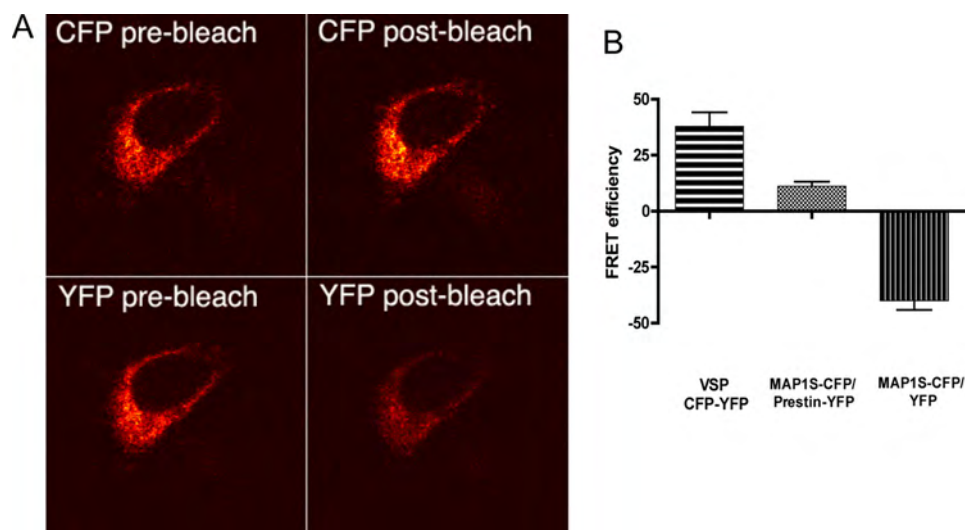 A
CFP pre-bleach
CFP post-bleach
YFP pre-bleach
YFP post-bleach
B
FRET efficiency
50
25
0
-25
-50
VSP
CFP-YFP
MAP1S-CFP/
Prestin-YFP
MAP1S-CFP/
YFP